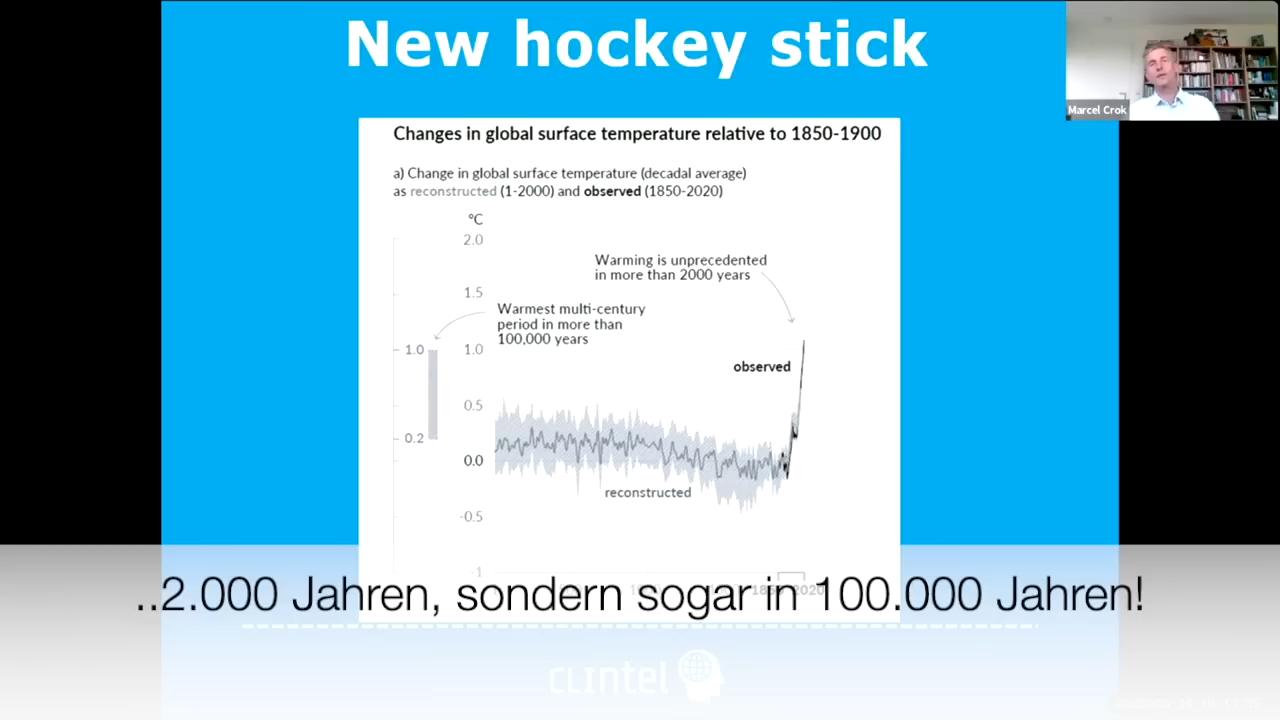 New hockey stick
Marcel Crok
Changes in global surface temperature relative to 1850-1900
a) Change in global surface temperature (decadal average)
as reconstructed (1-2000) and observed (1850-2020)
°C
2.0
Warming is unprecedented
in more than 2000 years
1.5
Warmest multi-century
period in more than
100,000 years
1.0
1.0
observed
0.5
0.2
0.0
reconstructed
-0.5
-1
..2.000 Jahren, sondern sogar in 100.000 Jahren!
2020
CLINTEL